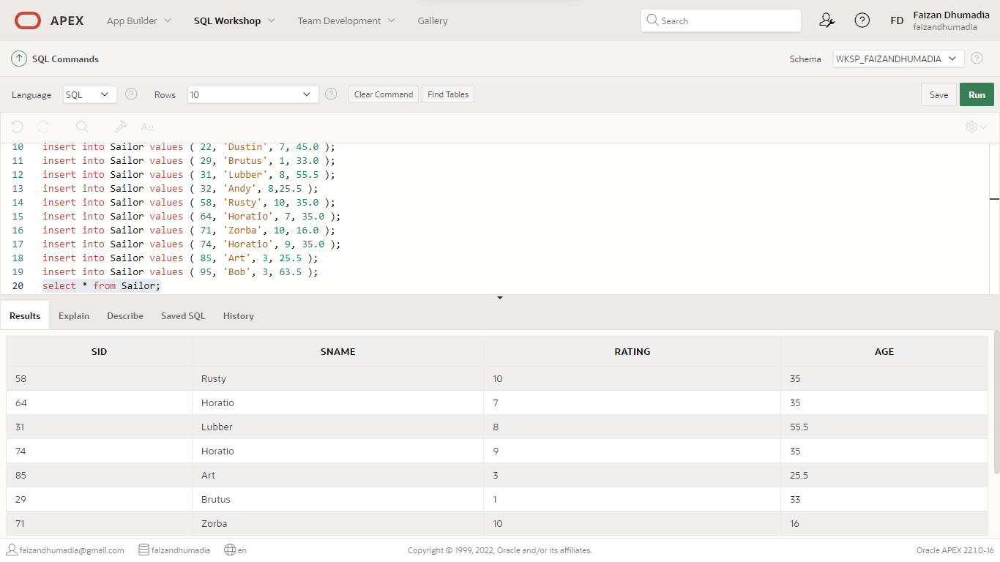 APEX App Builder SQL Workshop Team Development Gallery Search FD Faizan Dhumadia
faizandhumadia
SQL Commands Schema WKSP_FAIZANDHUMADIA
Language SQL Rows 10 Clear Command Find Tables Save Run
10 insert into Sailor values ( 22, 'Dustin', 7, 45.0 );
11 insert into Sailor values ( 29, 'Brutus', 1, 33.0 );
12 insert into Sailor values ( 31, 'Lubber', 8, 55.5 );
13 insert into Sailor values ( 32, 'Andy', 8,25.5 );
14 insert into Sailor values ( 58, 'Rusty', 10, 35.0 );
15 insert into Sailor values ( 64, 'Horatio', 7, 35.0 );
16 insert into Sailor values ( 71, 'Zorba', 10, 16.0 );
17 insert into Sailor values ( 74, 'Horatio', 9, 35.0 );
18 insert into Sailor values ( 85, 'Art', 3, 25.5 );
19 insert into Sailor values ( 95, 'Bob', 3, 63.5 );
20 select * from Sailor;
Results Explain Describe Saved SQL History
SID SNAME RATING AGE
58 Rusty 10 35
64 Horatio 7 35
31 Lubber 8 55.5
74 Horatio 9 35
85 Art 3 25.5
29 Brutus 1 33
71 Zorba 10 16
faizandhumadia@gmail.com faizandhumadia en Copyright © 1999, 2022, Oracle and/or its affiliates. Oracle APEX 22.1.0-16